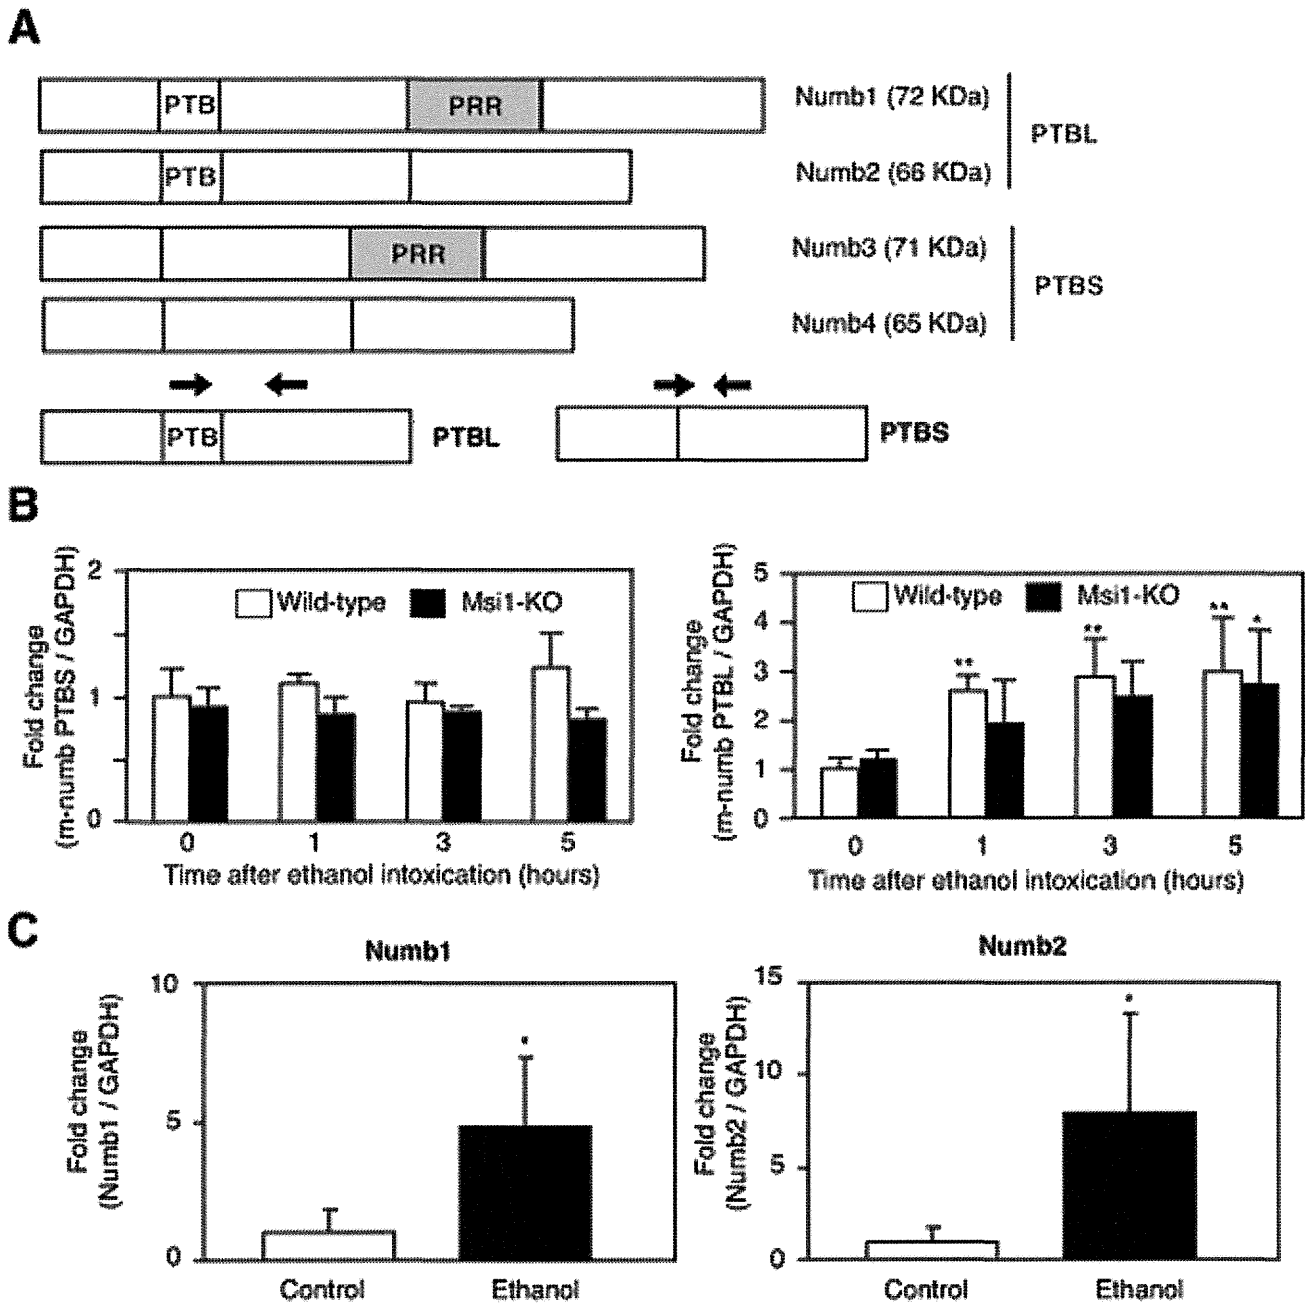 A
PTB PRR Numb1 (72 KDa)
PTBL
PTB Numb2 (66 KDa)
PRR Numb3 (71 KDa)
PTBS
Numb4 (65 KDa)
PTB PTBL PTBS
B
Fold change
(m-numb PTBS / GAPDH)
2
1
0
Wild-type Msi1-KO
0 1 3 5
Time after ethanol intoxication (hours)
Fold change
(m-numb PTBL / GAPDH)
5
4
3
2
1
0
Wild-type Msi1-KO
** ** ** *
0 1 3 5
Time after ethanol intoxication (hours)
C
Numb1
Fold change
(Numb1 / GAPDH)
10
5
0
*
Control Ethanol
Numb2
Fold change
(Numb2 / GAPDH)
15
10
5
0
*
Control Ethanol